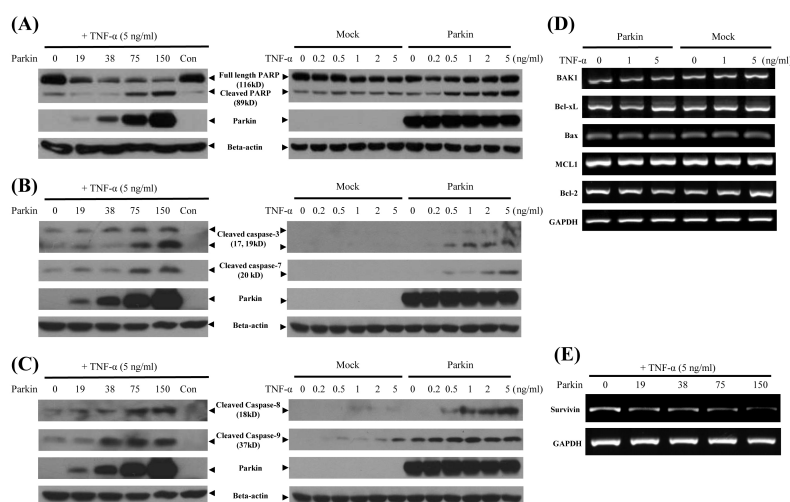 (A)
+ TNF-α (5 ng/ml)
Parkin 0 19 38 75 150 Con
Mock Parkin
TNF-α 0 0.2 0.5 1 2 5 0 0.2 0.5 1 2 5 (ng/ml)
Full length PARP
(116kD)
Cleaved PARP
(89kD)
Parkin
Beta-actin
(B)
+ TNF-α (5 ng/ml)
Parkin 0 19 38 75 150 Con
Mock Parkin
TNF-α 0 0.2 0.5 1 2 5 0 0.2 0.5 1 2 5 (ng/ml)
Cleaved caspase-3
(17, 19kD)
Cleaved caspase-7
(20 kD)
Parkin
Beta-actin
(C)
+ TNF-α (5 ng/ml)
Parkin 0 19 38 75 150 Con
Mock Parkin
TNF-α 0 0.2 0.5 1 2 5 0 0.2 0.5 1 2 5 (ng/ml)
Cleaved Caspase-8
(18kD)
Cleaved Caspase-9
(37kD)
Parkin
Beta-actin
(D)
Parkin Mock
TNF-α 0 1 5 0 1 5 (ng/ml)
BAK1
Bcl-xL
Bax
MCL1
Bcl-2
GAPDH
(E)
+ TNF-α (5 ng/ml)
Parkin 0 19 38 75 150
Survivin
GAPDH